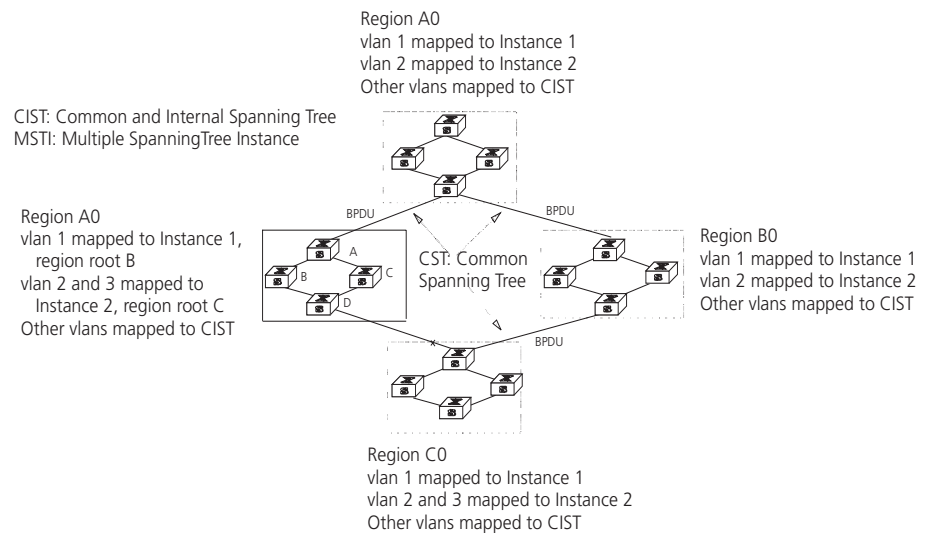 Region A0
vlan 1 mapped to Instance 1
vlan 2 mapped to Instance 2
Other vlans mapped to CIST
CIST: Common and Internal Spanning Tree
MSTI: Multiple SpanningTree Instance
BPDU
BPDU
Region A0
vlan 1 mapped to Instance 1,
region root B
vlan 2 and 3 mapped to
Instance 2, region root C
Other vlans mapped to CIST
A
B
C
D
CST: Common
Spanning Tree
Region B0
vlan 1 mapped to Instance 1
vlan 2 mapped to Instance 2
Other vlans mapped to CIST
x
BPDU
Region C0
vlan 1 mapped to Instance 1
vlan 2 and 3 mapped to Instance 2
Other vlans mapped to CIST